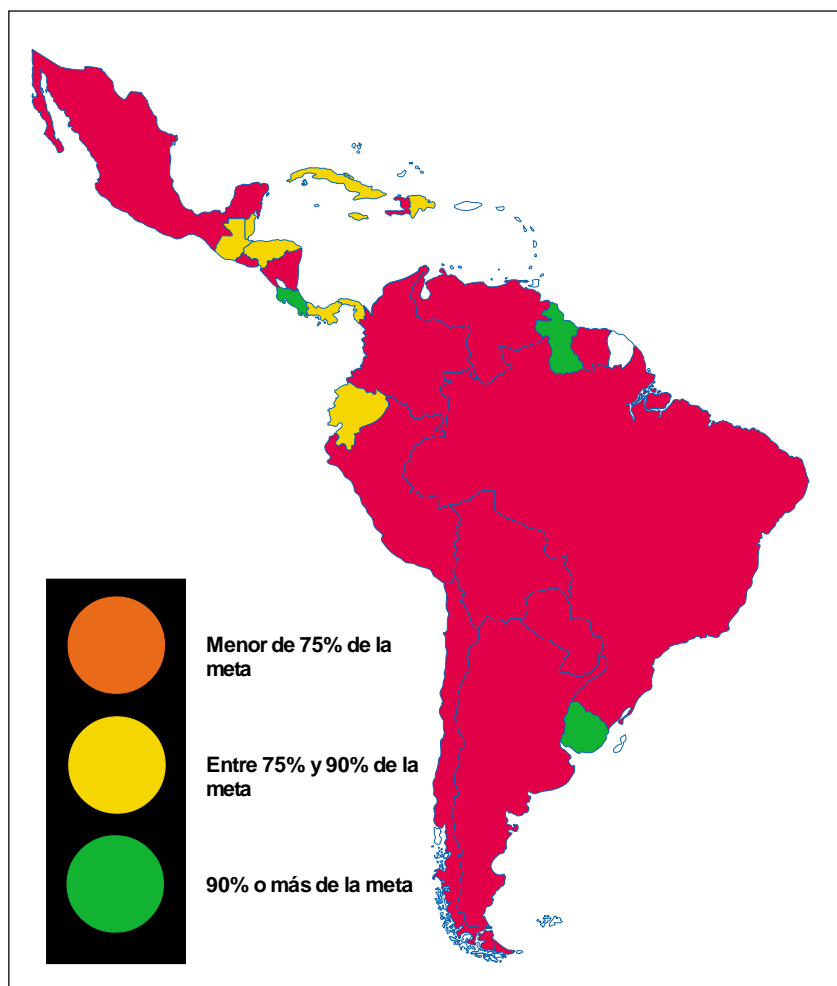 Menor de 75% de la
meta
Entre 75% y 90% de la
meta
90% o más de la meta